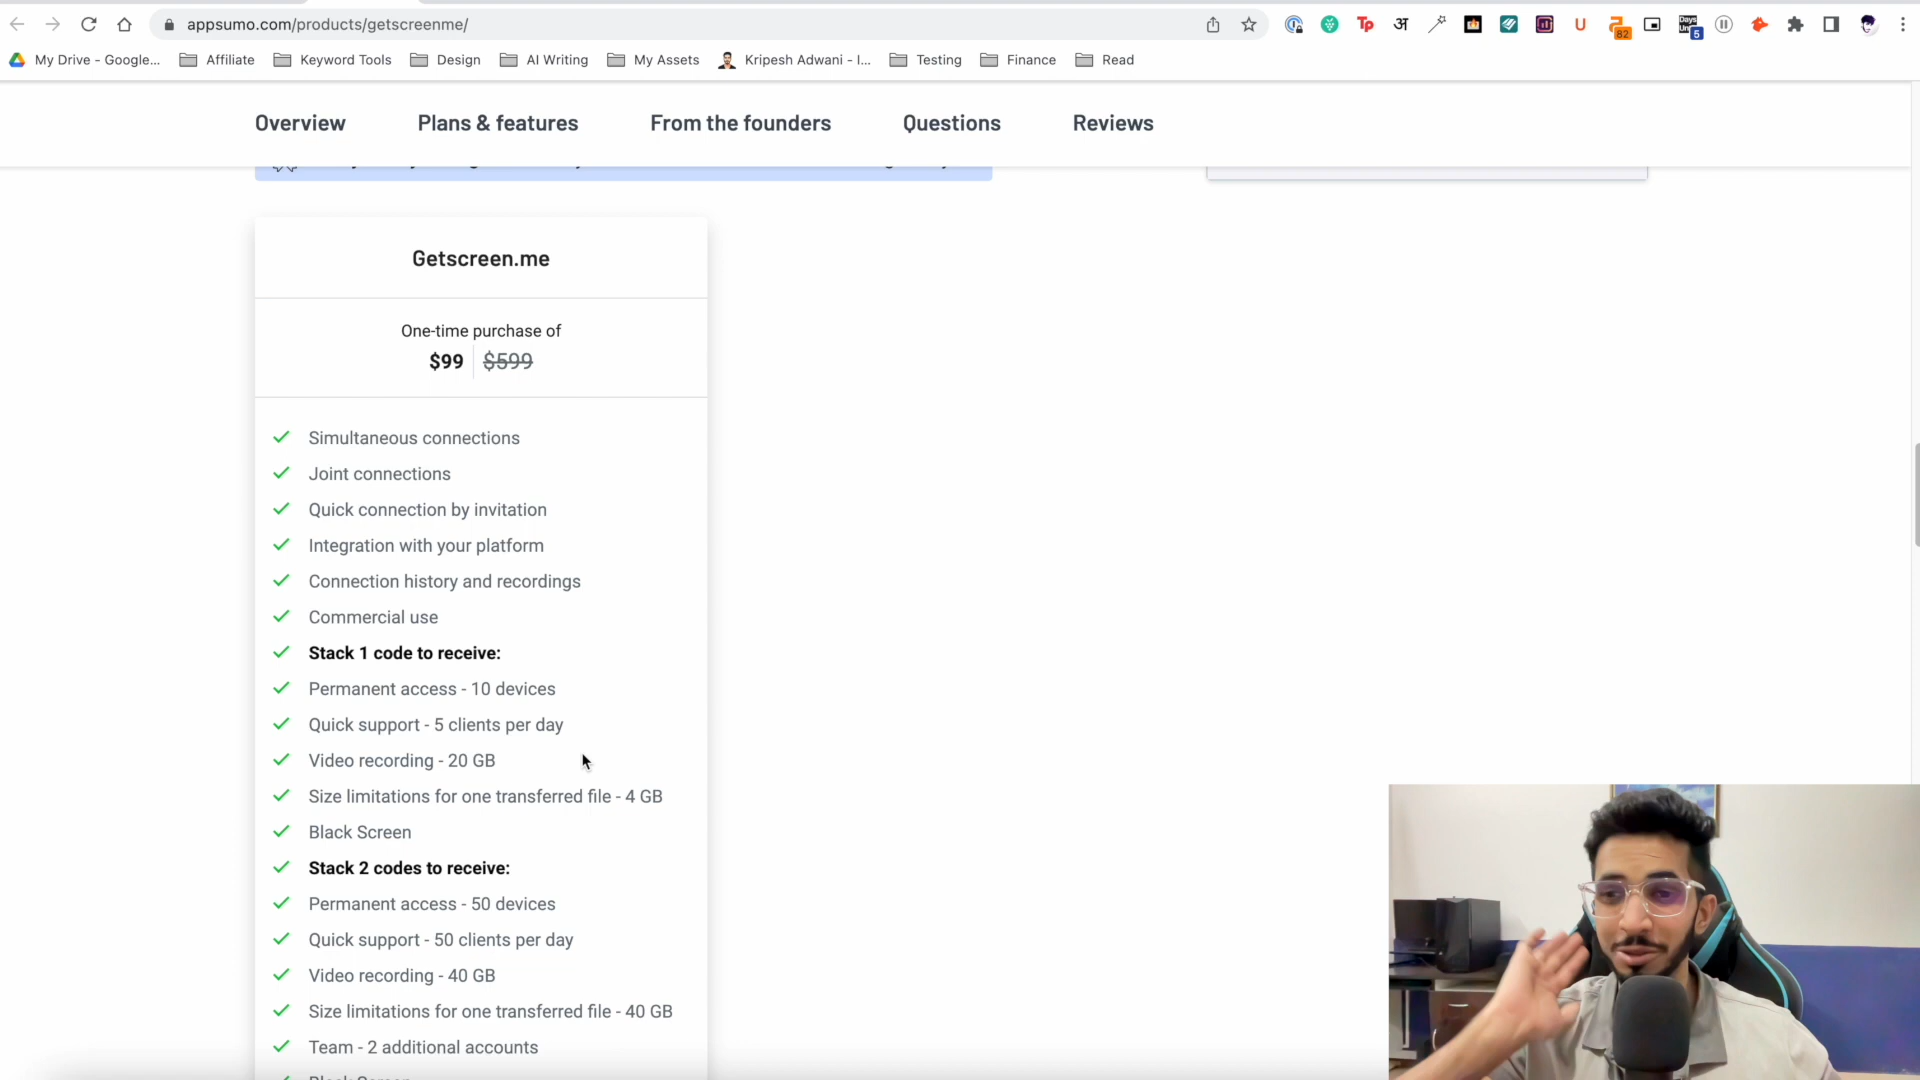 appsumo.com/products/getscreenme/
Tp
अ
U
82
Days
5
My Drive - Google...
Affiliate
Keyword Tools
Design
AI Writing
My Assets
Kripesh Adwani - I...
Testing
Finance
Read
Overview
Plans & features
From the founders
Questions
Reviews
Getscreen.me
One-time purchase of
$99 $599
Simultaneous connections
Joint connections
Quick connection by invitation
Integration with your platform
Connection history and recordings
Commercial use
Stack 1 code to receive:
Permanent access - 10 devices
Quick support - 5 clients per day
Video recording - 20 GB
Size limitations for one transferred file - 4 GB
Black Screen
Stack 2 codes to receive:
Permanent access - 50 devices
Quick support - 50 clients per day
Video recording - 40 GB
Size limitations for one transferred file - 40 GB
Team - 2 additional accounts